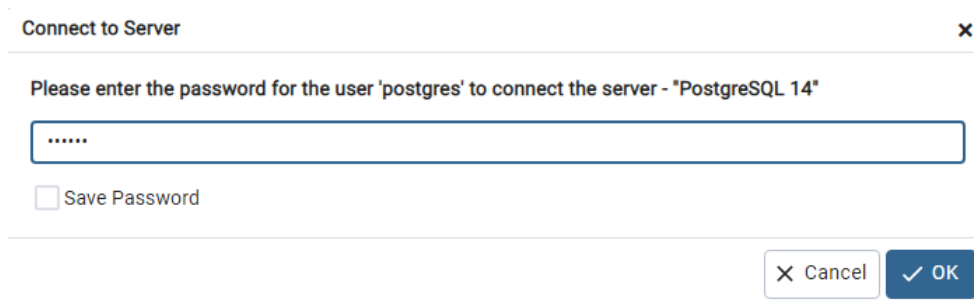 Connect to Server
Please enter the password for the user 'postgres' to connect the server - "PostgreSQL 14"
••••••
Save Password
Cancel
OK